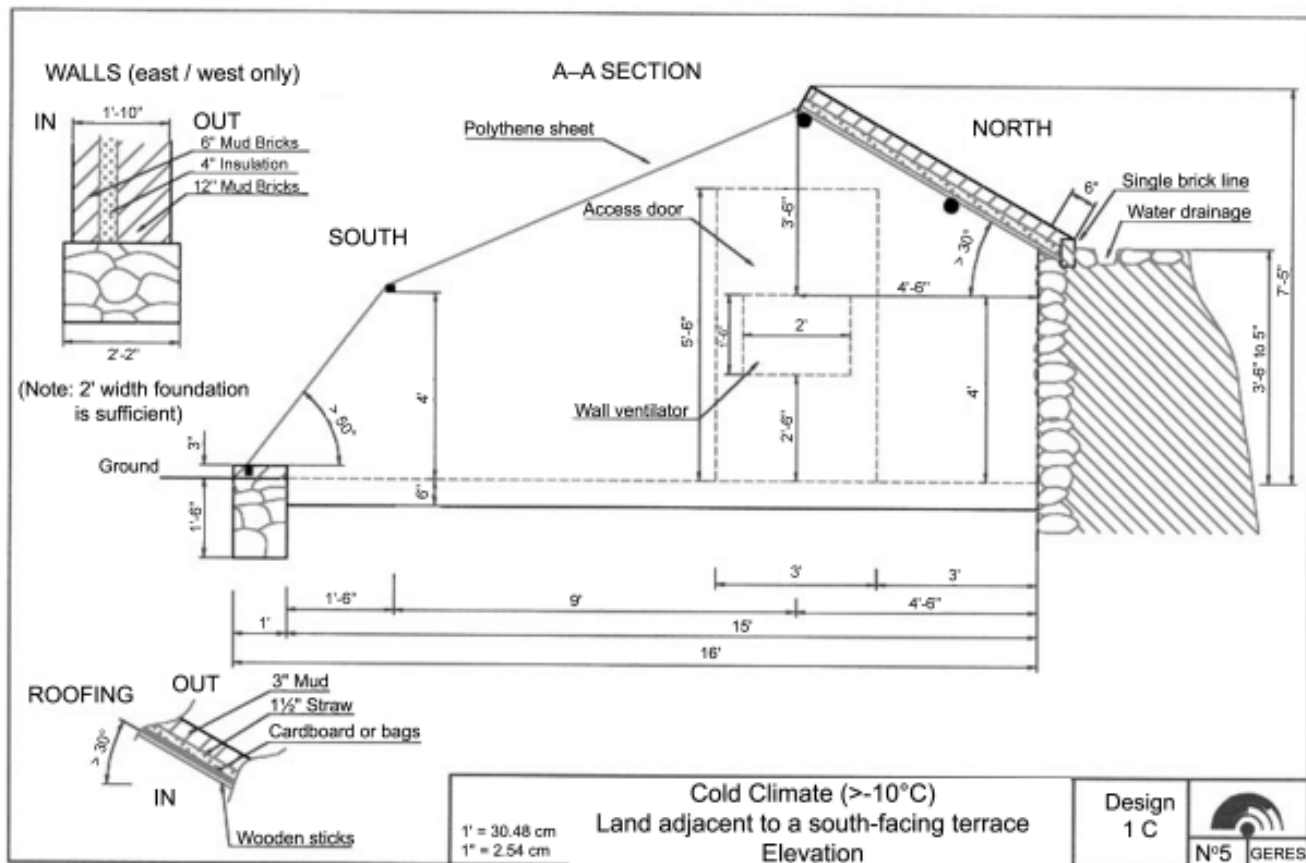 WALLS (east / west only)
1'-10"
IN
OUT
6" Mud Bricks
4" Insulation
12" Mud Bricks
2'-2"
(Note: 2' width foundation
is sufficient)
A–A SECTION
Polythene sheet
NORTH
6"
Single brick line
Water drainage
Access door
3'-6"
SOUTH
> 30°
4'-6"
7'-5"
5'-6"
1'-6"
2'
4'
4'
3'-6" to 5"
Wall ventilator
2'-6"
> 50°
3"
Ground
6"
1'-6"
3'
3'
1'-6"
9'
4'-6"
1'
15'
16'
ROOFING
OUT
3" Mud
1½" Straw
Cardboard or bags
> 30°
IN
Wooden sticks
1' = 30.48 cm
1" = 2.54 cm
Cold Climate (>-10°C)
Land adjacent to a south-facing terrace
Elevation
Design
1 C
Nº5
GERES